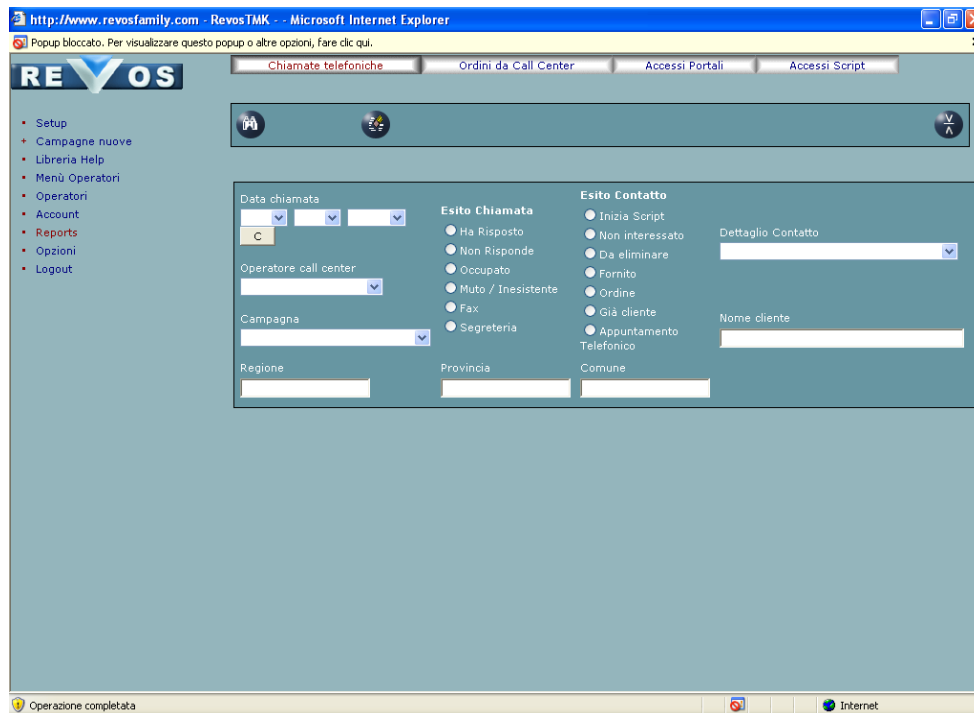 http://www.revosfamily.com - RevosTMK - - Microsoft Internet Explorer
Popup bloccato. Per visualizzare questo popup o altre opzioni, fare clic qui.
REVOS
Chiamate telefoniche
Ordini da Call Center
Accessi Portali
Accessi Script
Setup
Campagne nuove
Libreria Help
Menù Operatori
Operatori
Account
Reports
Opzioni
Logout
Data chiamata
C
Operatore call center
Campagna
Regione
Esito Chiamata
Ha Risposto
Non Risponde
Occupato
Muto / Inesistente
Fax
Segreteria
Provincia
Esito Contatto
Inizia Script
Non interessato
Da eliminare
Fornito
Ordine
Già cliente
Appuntamento
Telefonico
Comune
Dettaglio Contatto
Nome cliente
Operazione completata
Internet